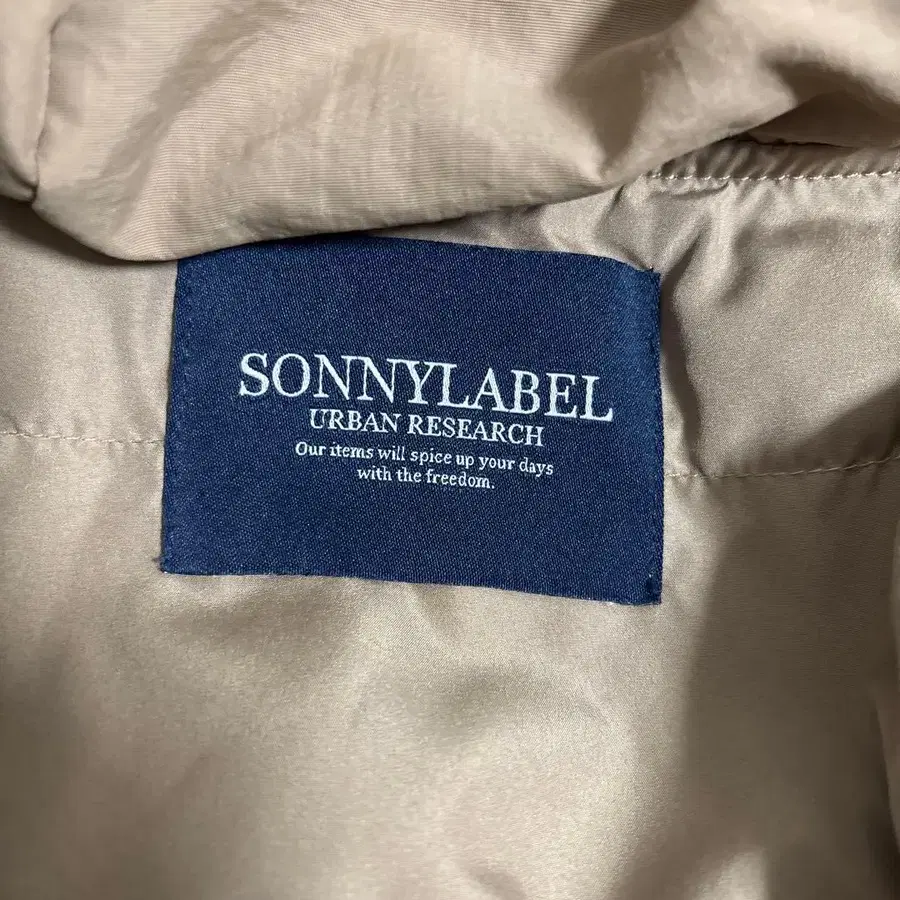 SONNYLABEL
URBAN RESEARCH
Our items will spice up your days
with the freedom.